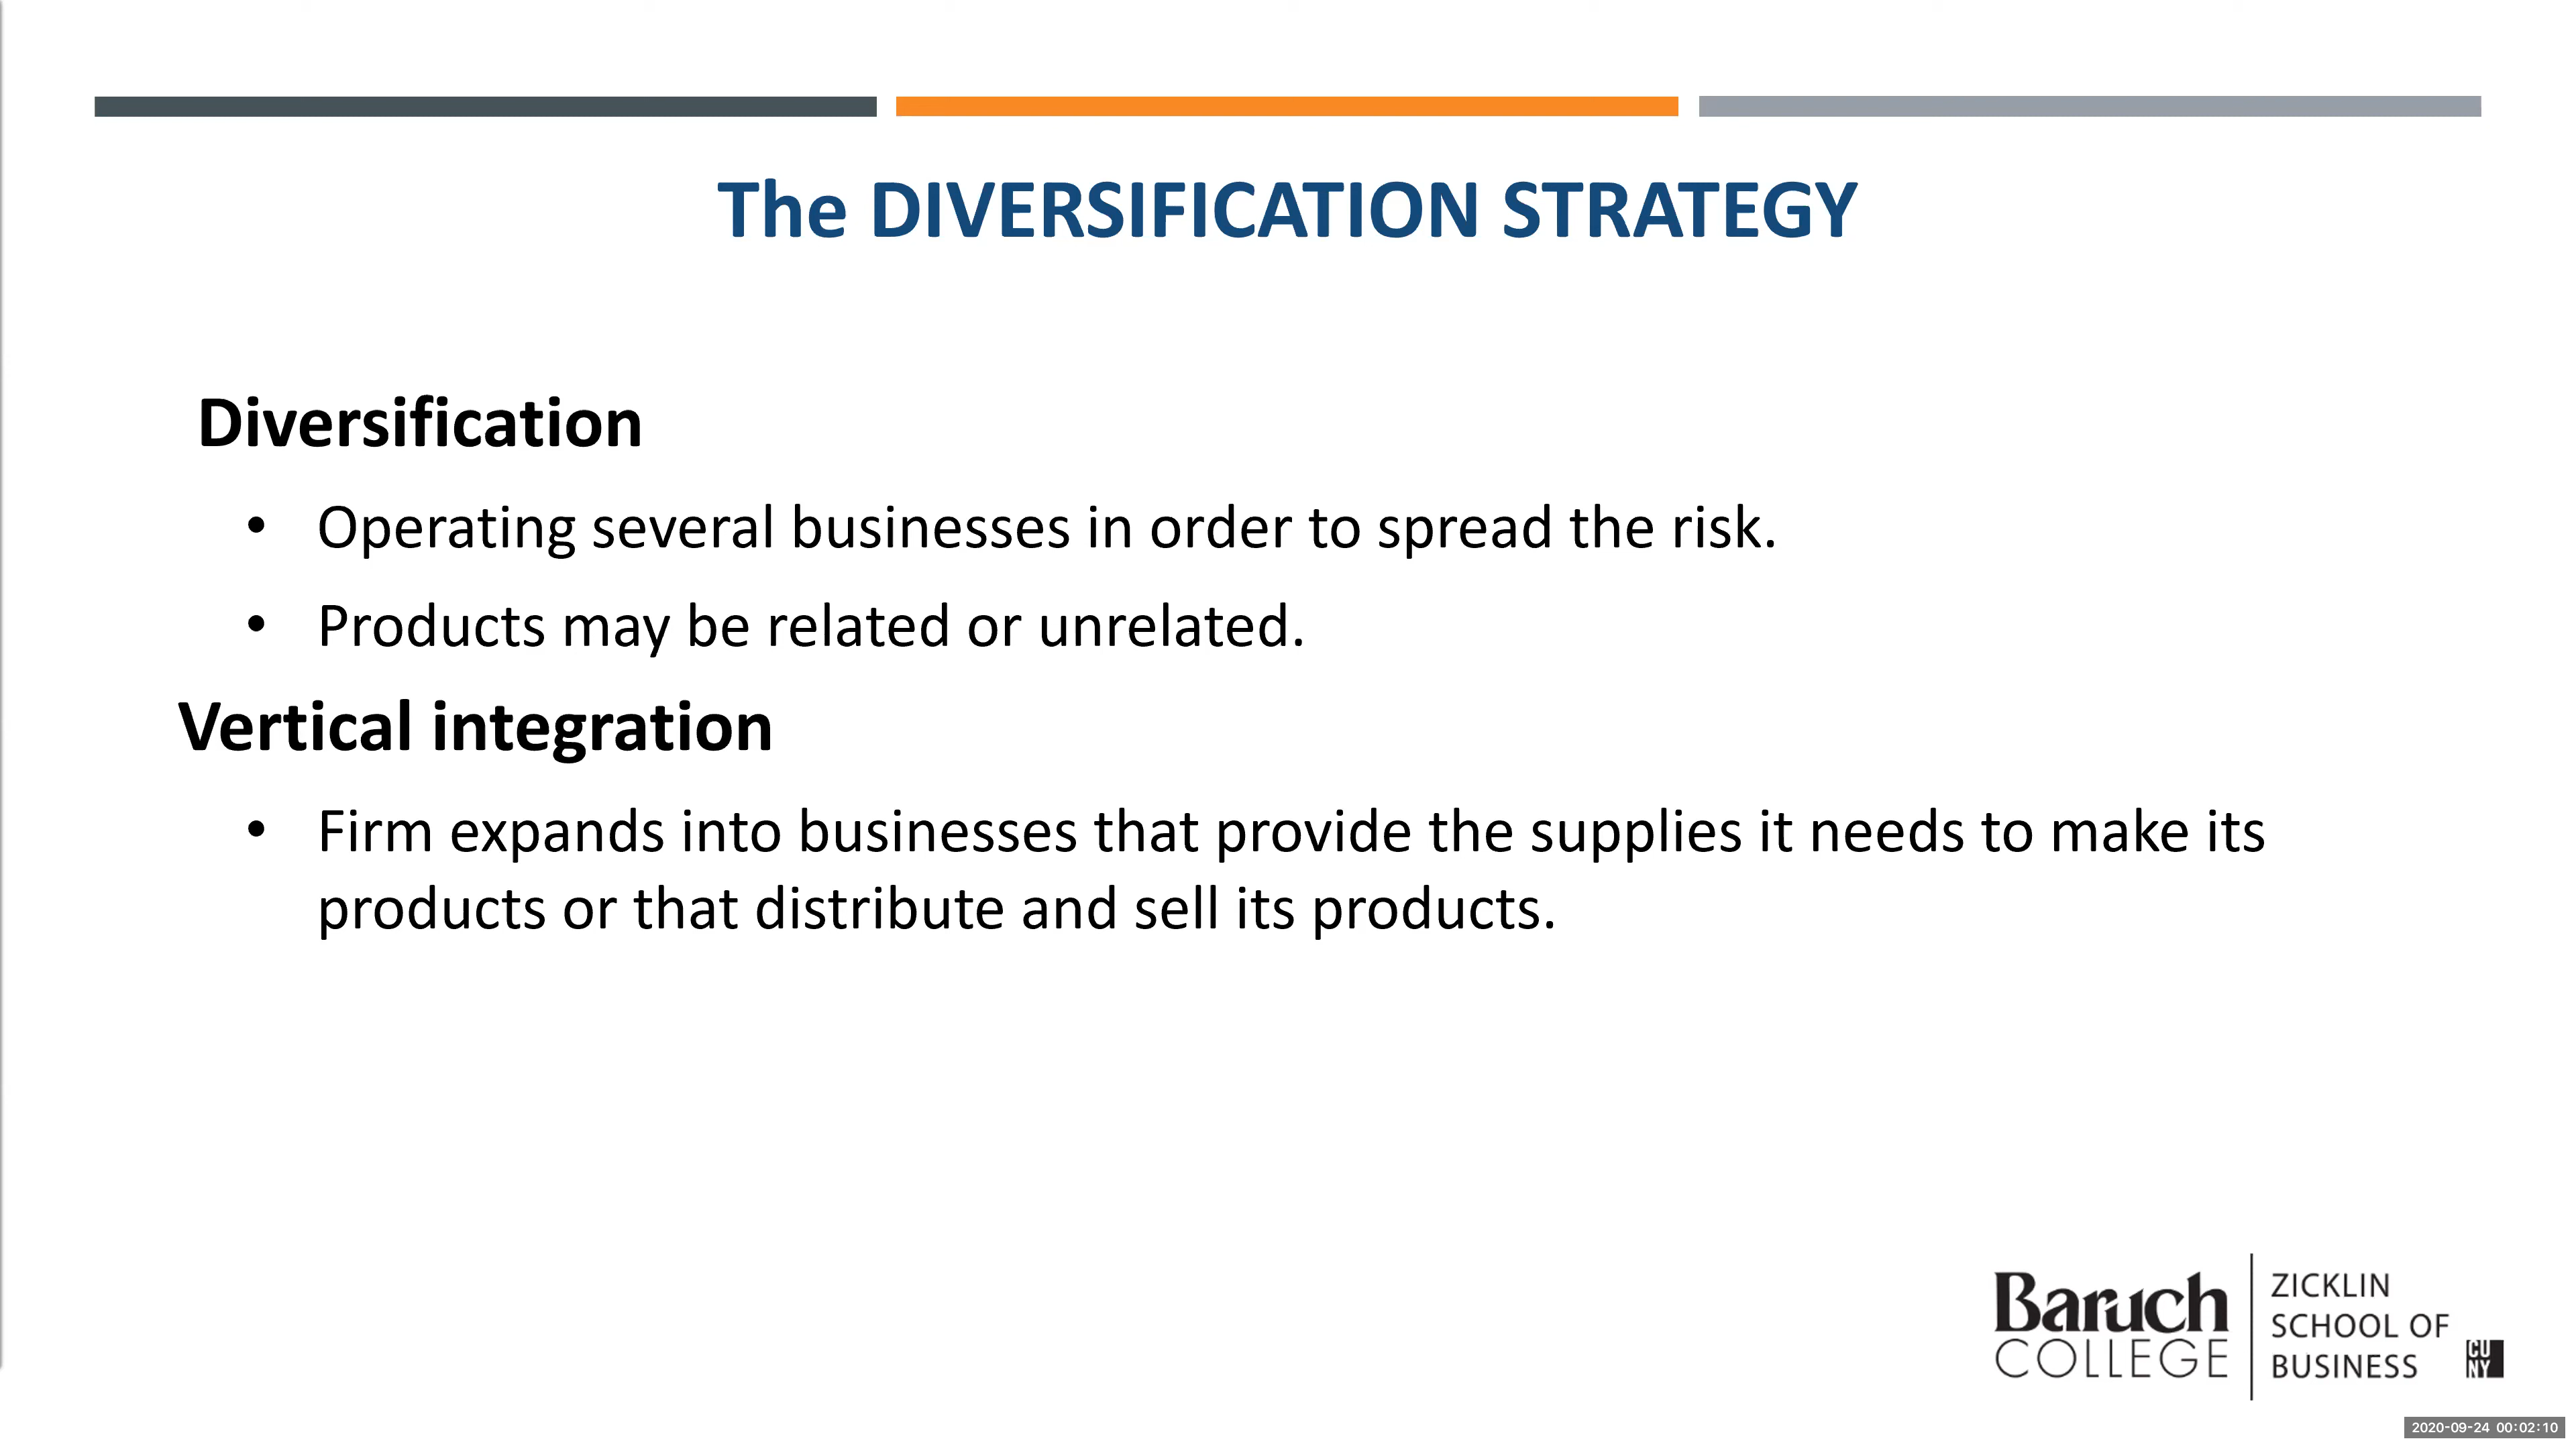 The DIVERSIFICATION STRATEGY
Diversification
• Operating several businesses in order to spread the risk.
• Products may be related or unrelated.
Vertical integration
• Firm expands into businesses that provide the supplies it needs to make its
products or that distribute and sell its products.
Baruch
COLLEGE
ZICKLIN
SCHOOL OF
BUSINESS
CU
NY
2020-09-24 00:02:10